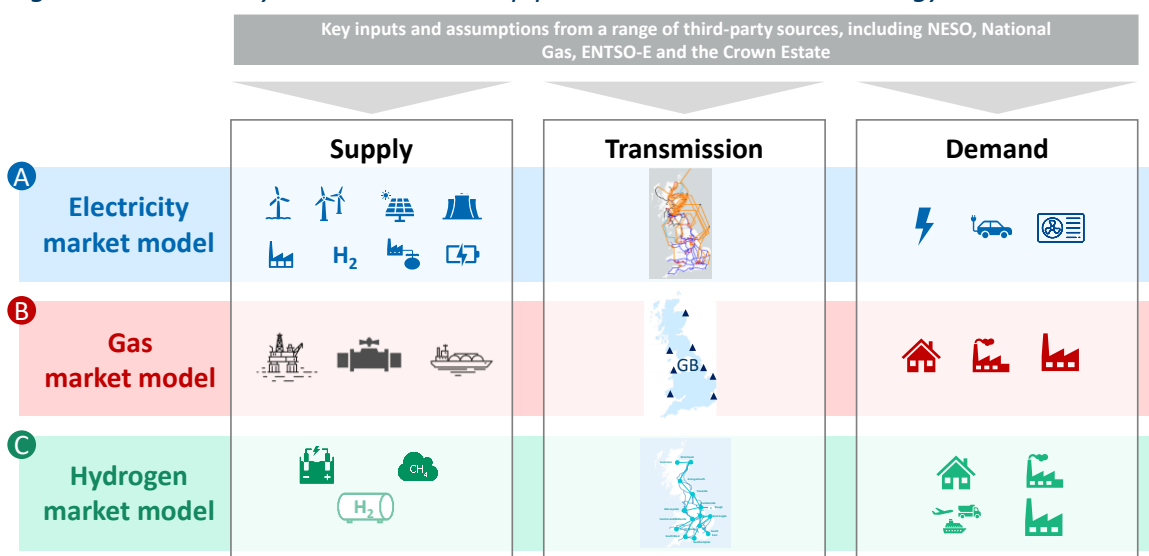 Key inputs and assumptions from a range of third-party sources, including NESO, National
Gas, ENTSO-E and the Crown Estate
Supply
Transmission
Demand
A
Electricity
market model
H₂
B
Gas
market model
GB
C
Hydrogen
market model
CH₄
H₂